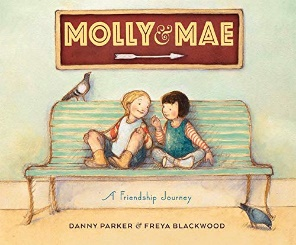 MOLLY & MAE
A Friendship Journey
DANNY PARKER & FREYA BLACKWOOD